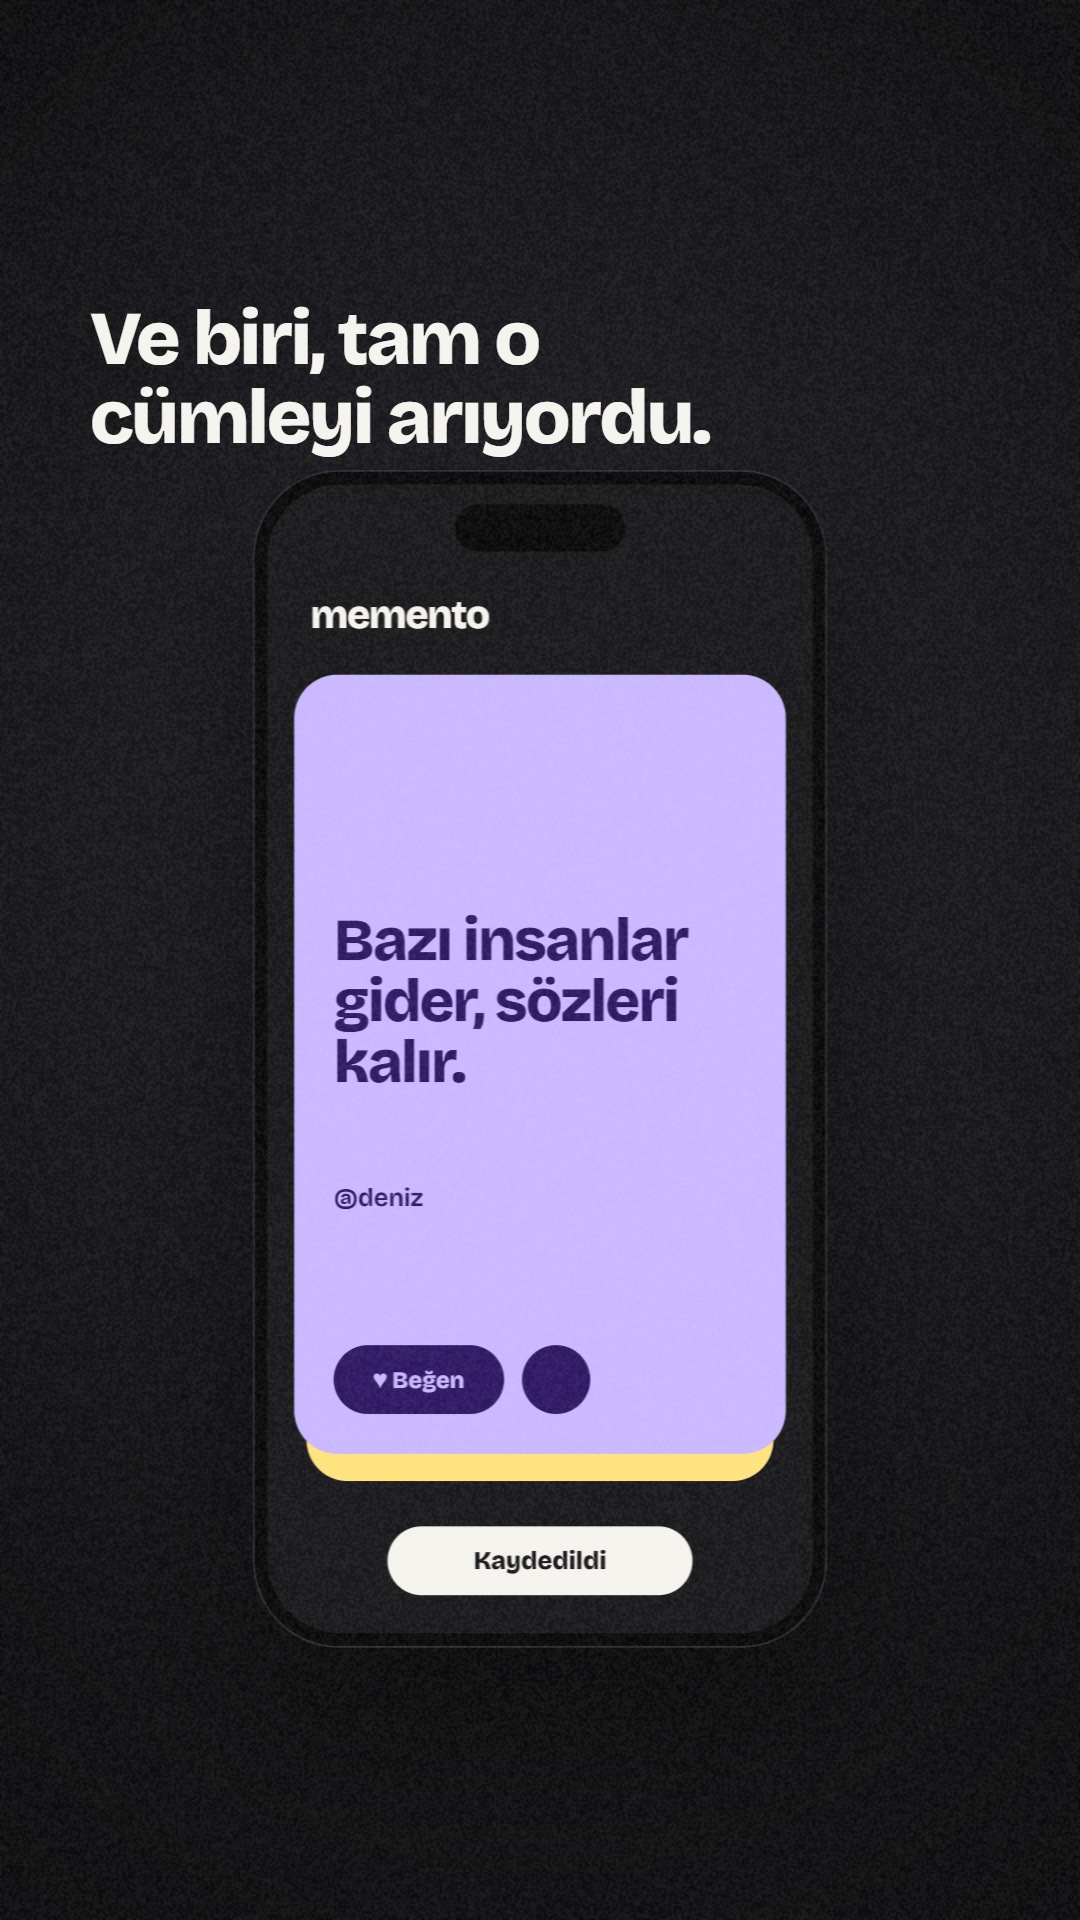 Ve biri, tam o
cümleyi arıyordu.
memento
Bazı insanlar
gider, sözleri
kalır.
@deniz
♥ Beğen
Kaydedildi